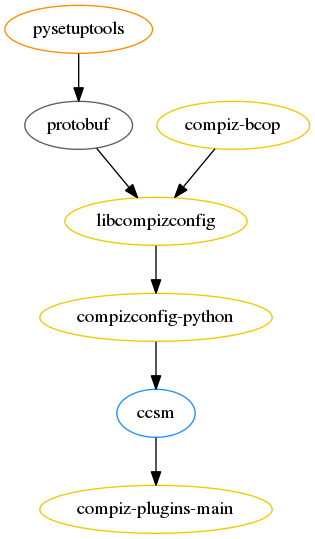 pysetuptools
protobuf
compiz-bcop
libcompizconfig
compizconfig-python
ccsm
compiz-plugins-main